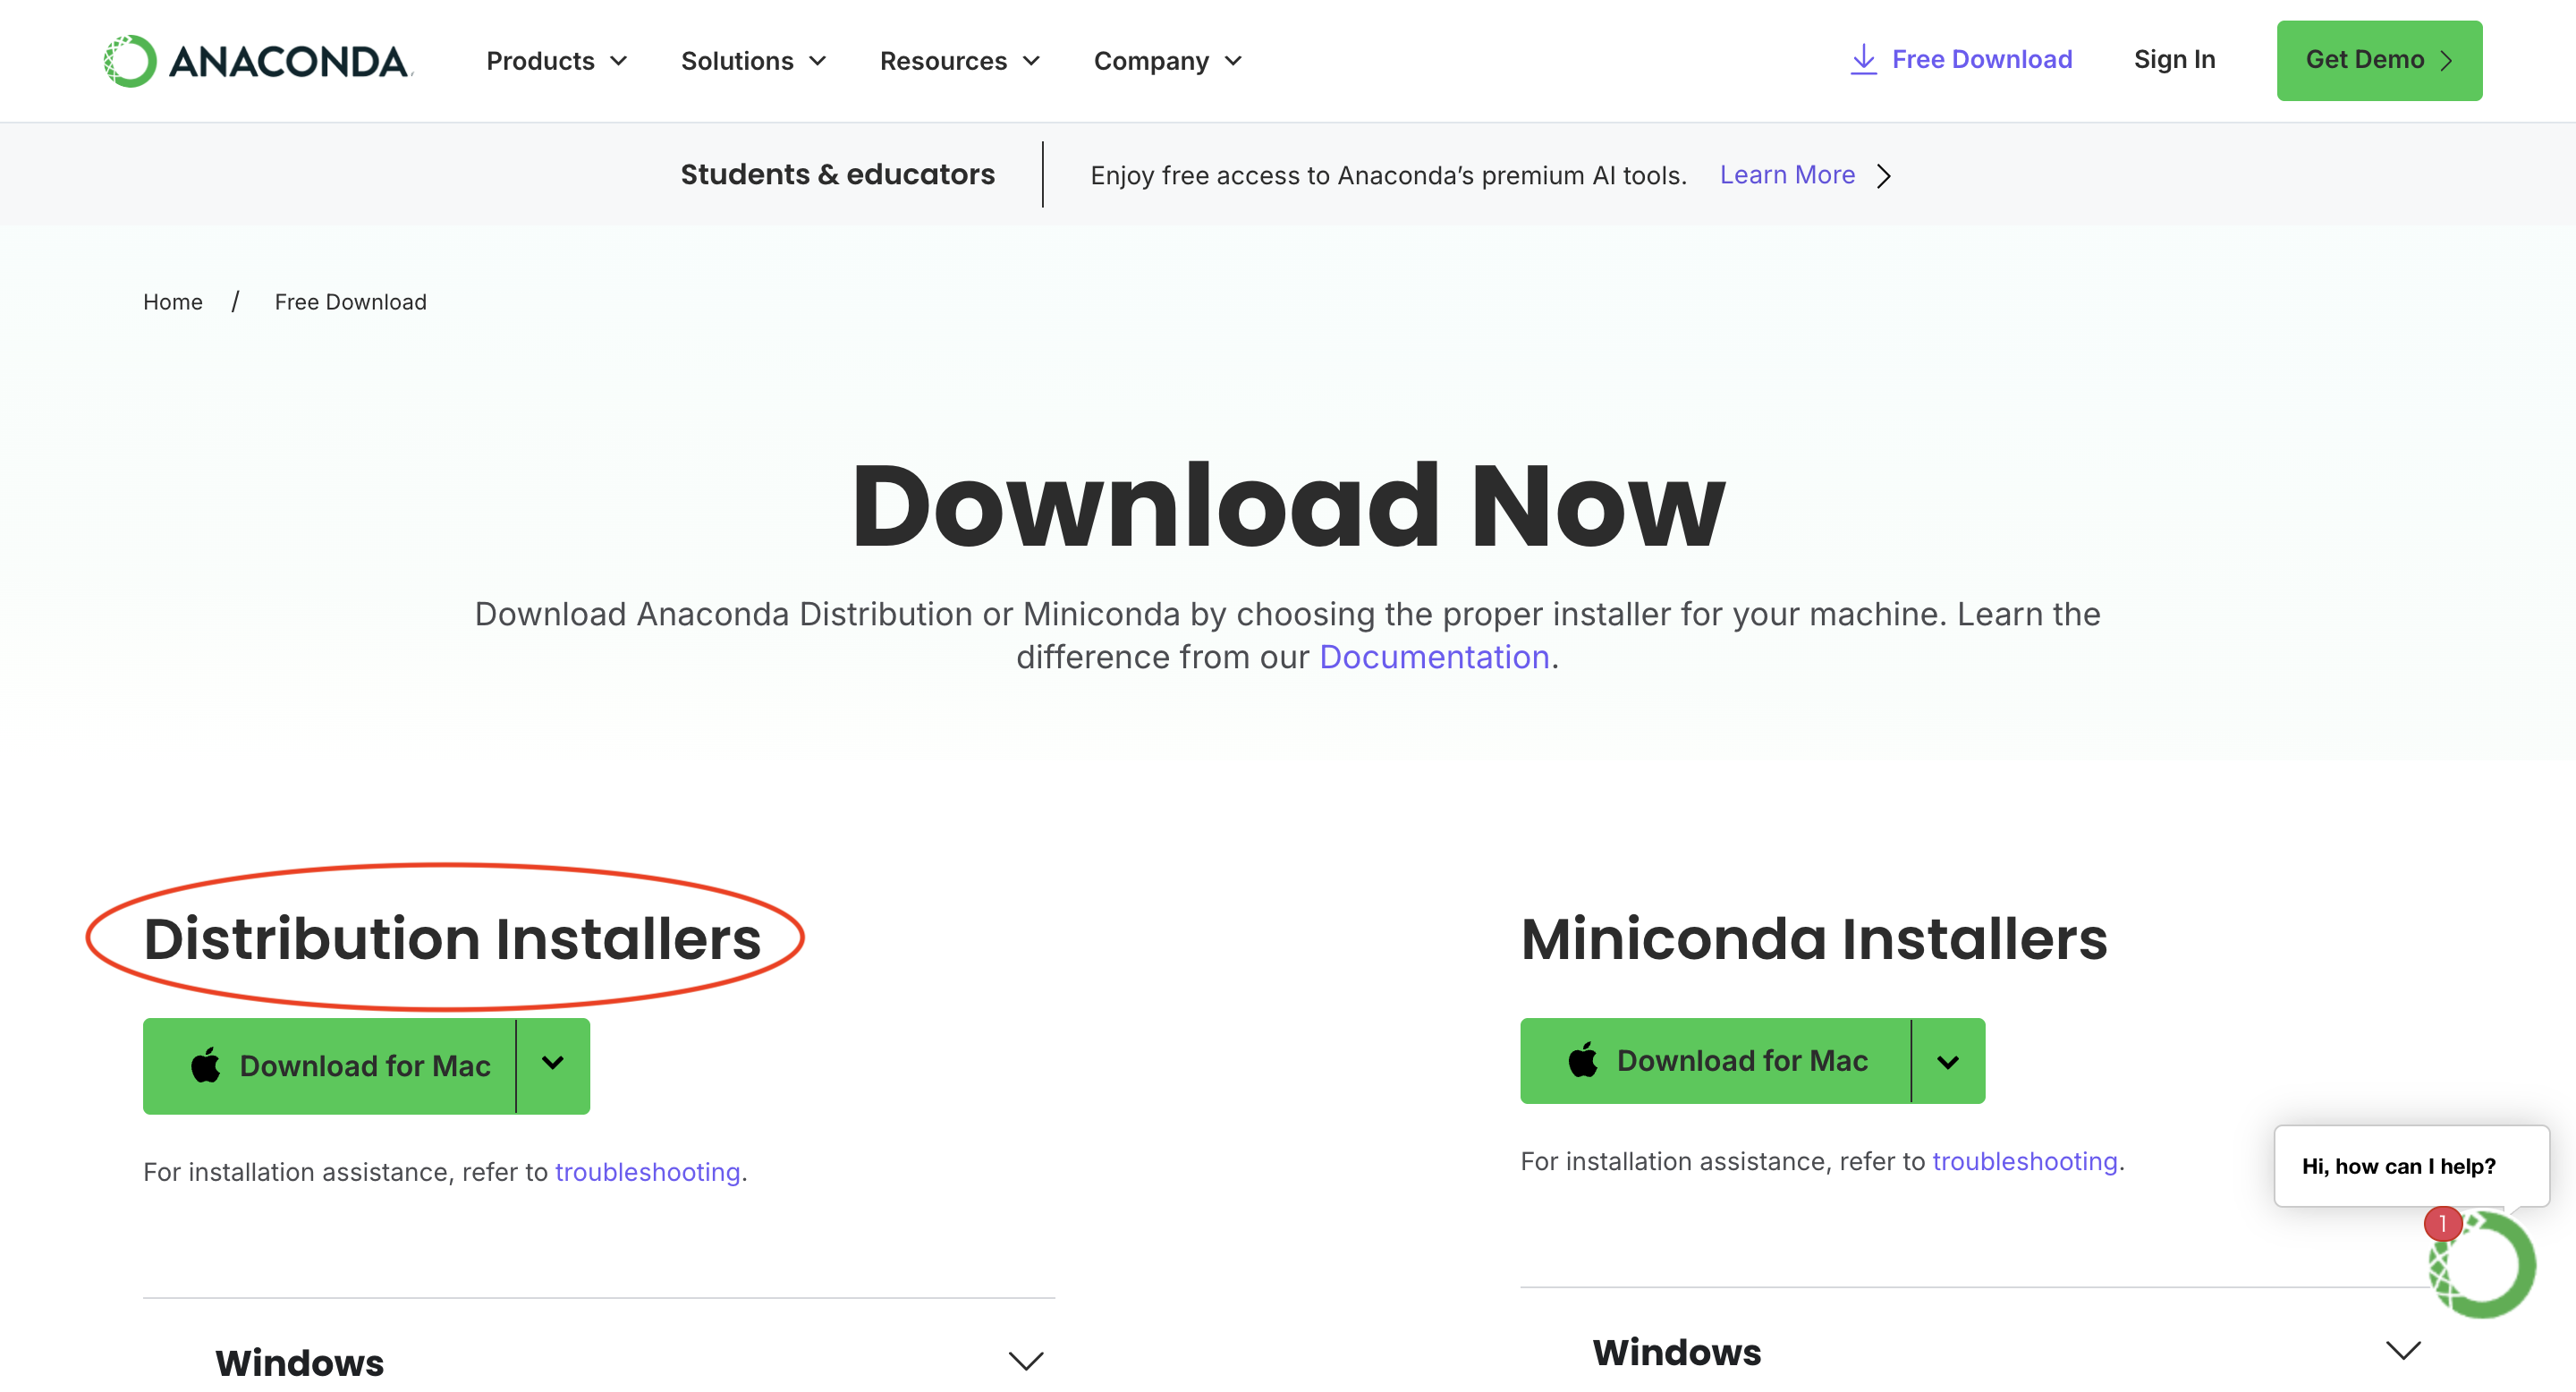 ANACONDA
Products
Solutions
Resources
Company
Free Download
Sign In
Get Demo
Students & educators
Enjoy free access to Anaconda’s premium AI tools.
Learn More
Home / Free Download
Download Now
Download Anaconda Distribution or Miniconda by choosing the proper installer for your machine. Learn the
difference from our Documentation.
Distribution Installers
Download for Mac
For installation assistance, refer to troubleshooting.
Windows
Miniconda Installers
Download for Mac
For installation assistance, refer to troubleshooting.
Windows
Hi, how can I help?
1